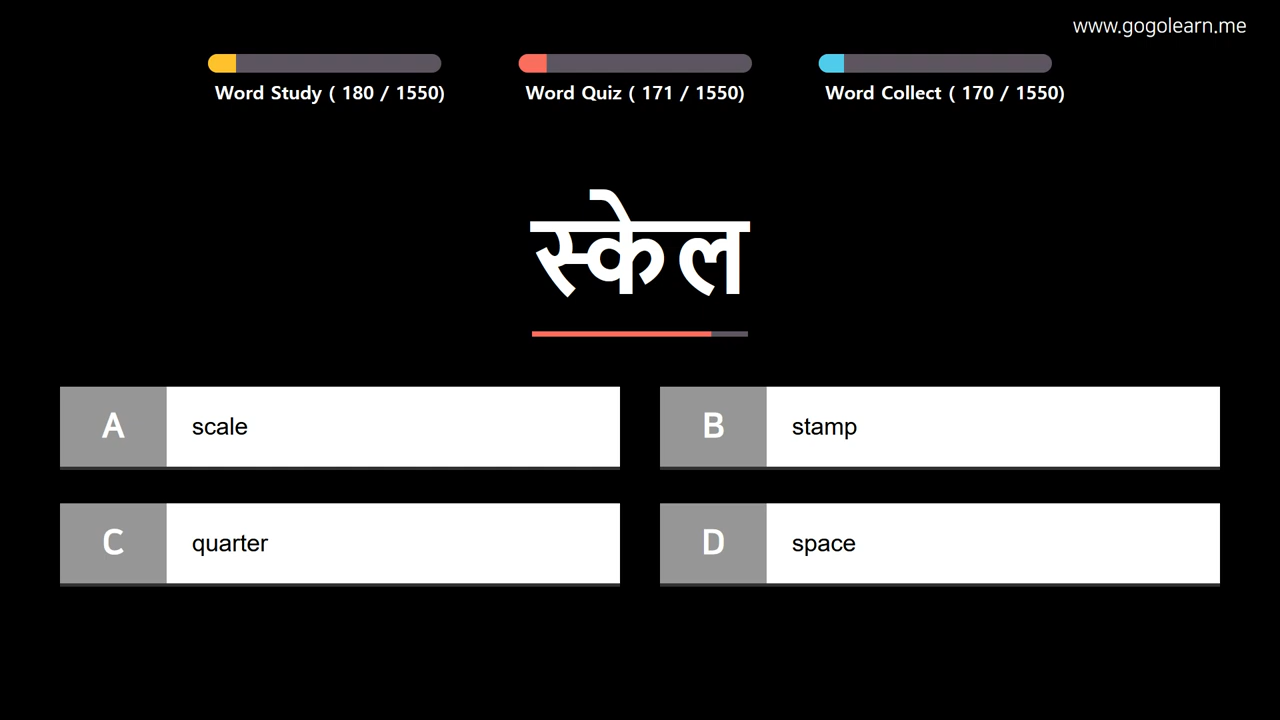 www.gogolearn.me
Word Study ( 180 / 1550)
Word Quiz ( 171 / 1550)
Word Collect ( 170 / 1550)
स्केल
A scale
B stamp
C quarter
D space